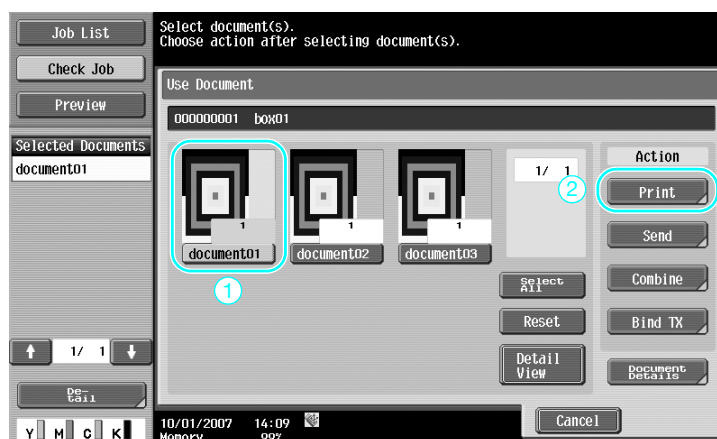 Job List
Check Job
Preview
Selected Documents
document01
1/ 1
De-
tail
Y M C K
Select document(s).
Choose action after selecting document(s).
Use Document
000000001 box01
1
document01
1
document02
1
document03
1
1/ 1
2
Select
All
Reset
Detail
View
Action
Print
Send
Combine
Bind TX
Document
Details
10/01/2007 14:09
Memory 99%
Cancel